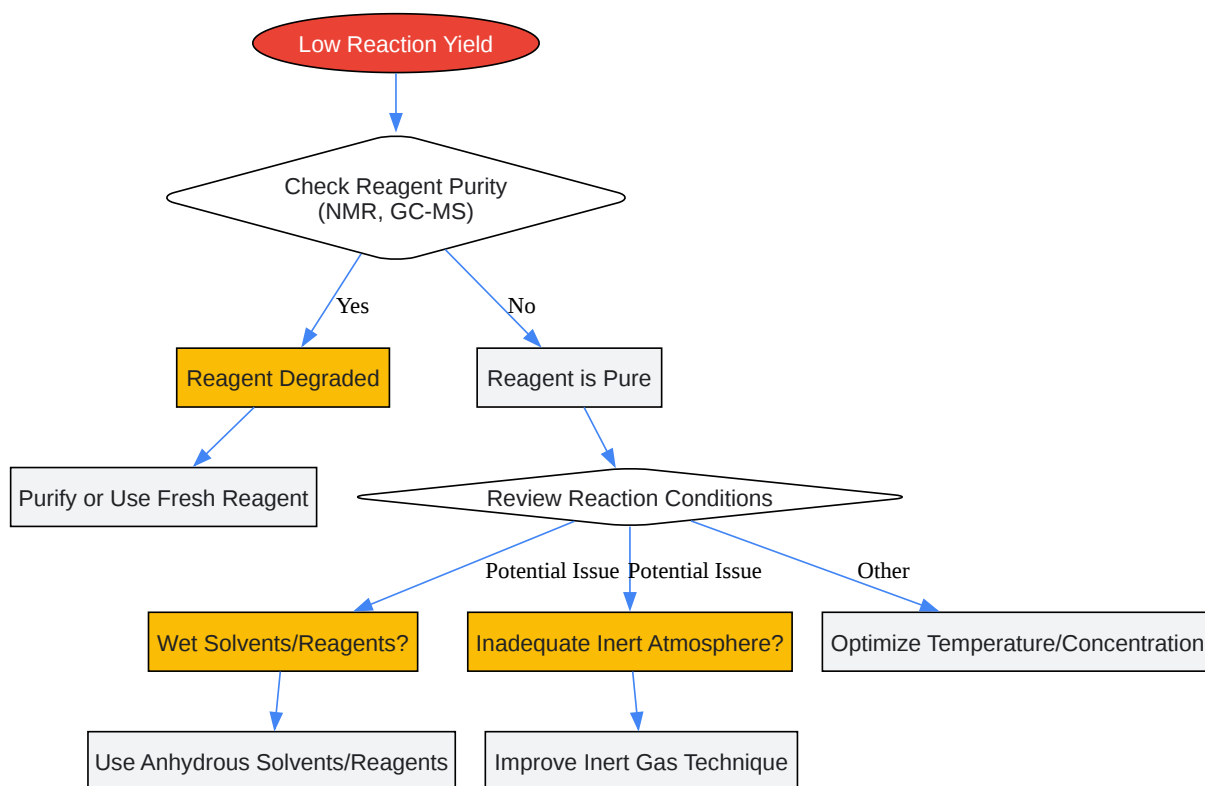 Low Reaction Yield
Check Reagent Purity
(NMR, GC-MS)
Yes
No
Reagent Degraded
Reagent is Pure
Purify or Use Fresh Reagent
Review Reaction Conditions
Potential Issue
Potential Issue
Other
Wet Solvents/Reagents?
Inadequate Inert Atmosphere?
Optimize Temperature/Concentration
Use Anhydrous Solvents/Reagents
Improve Inert Gas Technique